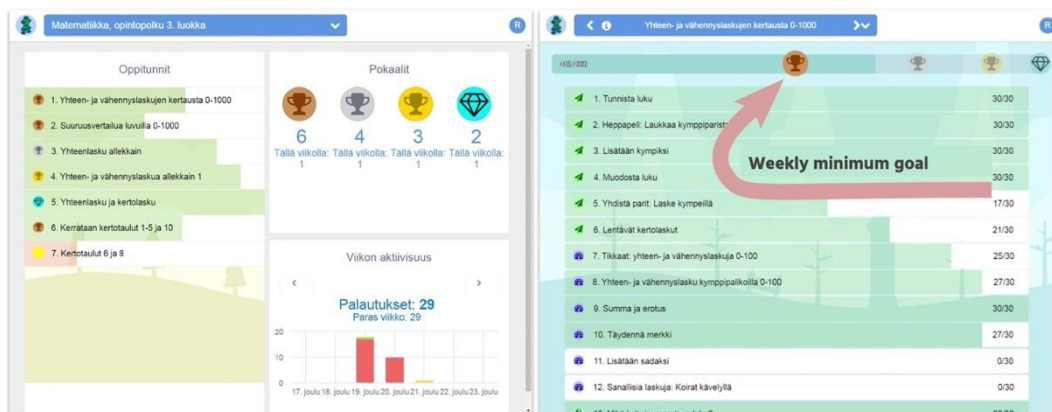 Matematiikka, opintopolku 3. luokka
R
Oppitunnit
1. Yhteen- ja vähennyslaskujen kertausta 0-1000
2. Suuruusvertailua luvuilla 0-1000
3. Yhteenlasku allekkain
4. Yhteen- ja vähennyslaskua allekkain 1
5. Yhteenlasku ja kertolasku
6. Kerrataan kertotaulut 1-5 ja 10
7. Kertotaulut 6 ja 8
Pokaalit
6 4 3 2
Tällä viikolla: Tällä viikolla: Tällä viikolla: Tällä viikolla:
1 1 1 1
Viikon aktiivisuus
Palautukset: 29
Paras viikko: 29
20
10
0
17. joulu 18. joulu 19. joulu 20. joulu 21. joulu 22. joulu 23. joulu
Yhteen- ja vähennyslaskujen kertausta 0-1000
R
1. Tunnista luku 30/30
2. Heppapeli: Laukkaa kymppiparista 30/30
3. Lisätään kympiksi 30/30
Weekly minimum goal
4. Muodosta luku 30/30
5. Yhdistä parit: Laske kympeillä 17/30
6. Lentävät kertolaskut 21/30
7. Tikkaat: yhteen- ja vähennyslaskuja 0-100 25/30
8. Yhteen- ja vähennyslasku kymppipalikoilla 0-100 27/30
9. Summa ja erotus 30/30
10. Täydennä merkki 27/30
11. Lisätään sadaksi 0/30
12. Sanallisia laskuja: Koirat kävelyllä 0/30